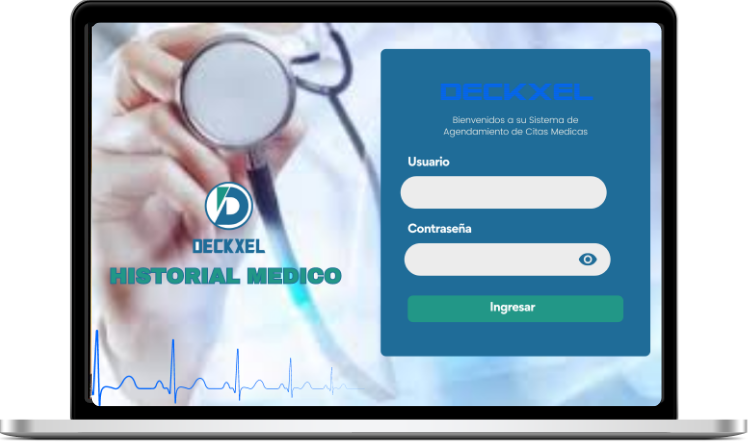 DECKXEL
HISTORIAL MEDICO
DECKXEL
Bienvenidos a su Sistema de
Agendamiento de Citas Medicas
Usuario
Contraseña
Ingresar